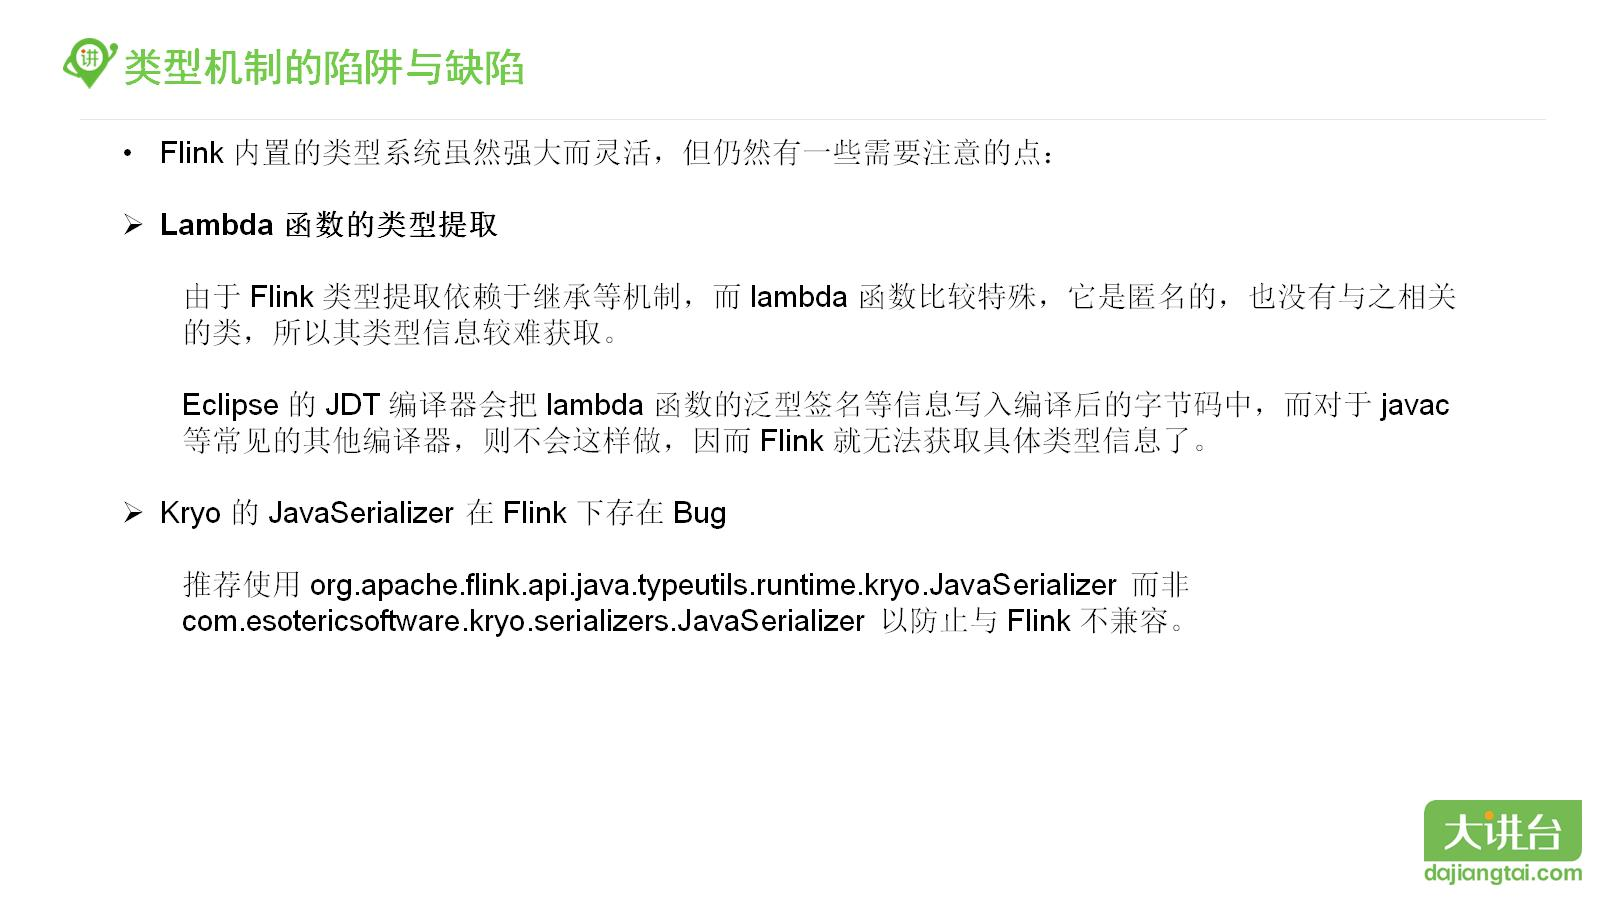 讲
类型机制的陷阱与缺陷
• Flink 内置的类型系统虽然强大而灵活，但仍然有一些需要注意的点：
➢ Lambda 函数的类型提取
由于 Flink 类型提取依赖于继承等机制，而 lambda 函数比较特殊，它是匿名的，也没有与之相关
的类，所以其类型信息较难获取。
Eclipse 的 JDT 编译器会把 lambda 函数的泛型签名等信息写入编译后的字节码中，而对于 javac
等常见的其他编译器，则不会这样做，因而 Flink 就无法获取具体类型信息了。
➢ Kryo 的 JavaSerializer 在 Flink 下存在 Bug
推荐使用 org.apache.flink.api.java.typeutils.runtime.kryo.JavaSerializer 而非
com.esotericsoftware.kryo.serializers.JavaSerializer 以防止与 Flink 不兼容。
大讲台
dajiangtai.com